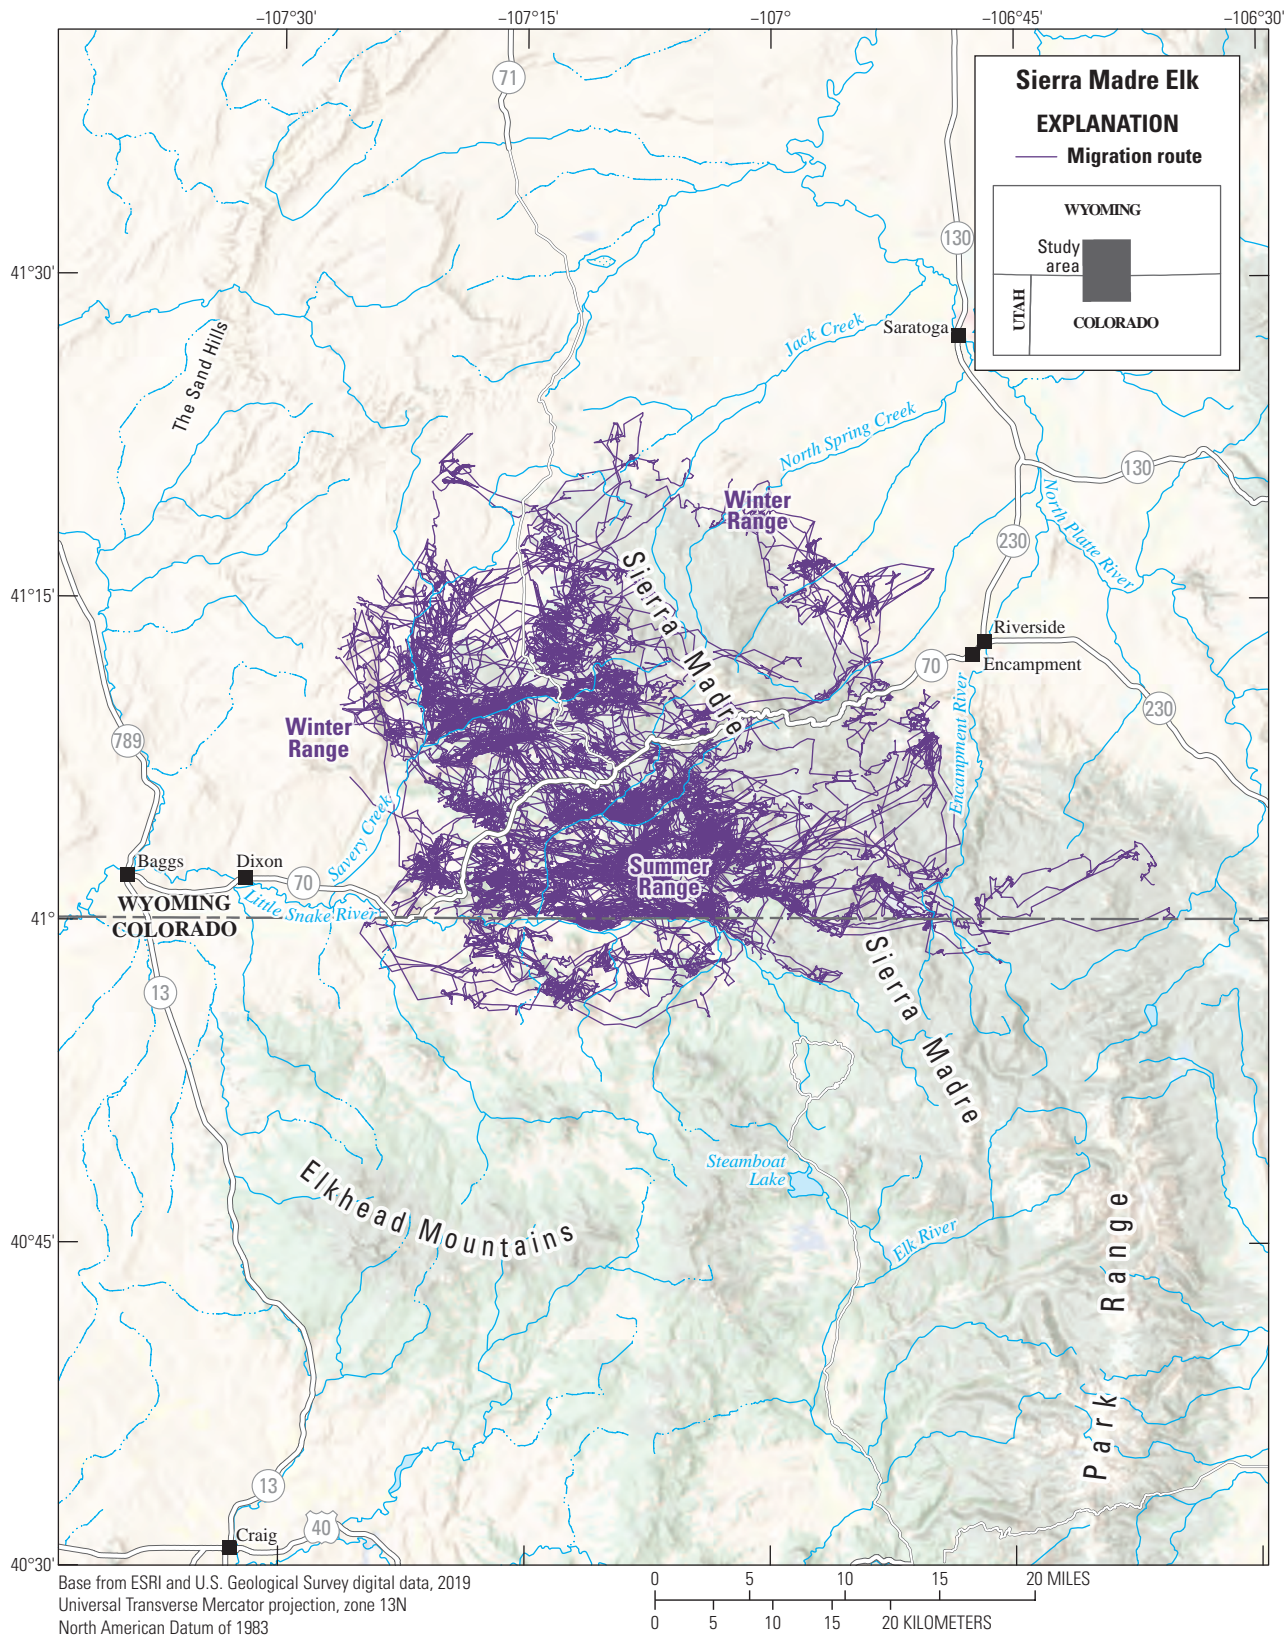 −107°30'
−107°15'
−107°
−106°45'
−106°30'
71
Sierra Madre Elk
EXPLANATION
Migration route
WYOMING
Study
area
UTAH
COLORADO
130
41°30'
Saratoga
Jack Creek
The Sand Hills
North Spring Creek
130
Winter
Range
North Platte River
230
Sierra Madre
41°15'
Riverside
Encampment
70
230
Winter
Range
789
Encampment River
Savery Creek
Baggs
Dixon
70
Summer
Range
Little Snake River
WYOMING
41°
COLORADO
Sierra Madre
13
Steamboat
Lake
Elkhead Mountains
Elk River
40°45'
Park Range
13
40
Craig
40°30'
Base from ESRI and U.S. Geological Survey digital data, 2019
Universal Transverse Mercator projection, zone 13N
North American Datum of 1983
0 5 10 15 20 MILES
0 5 10 15 20 KILOMETERS